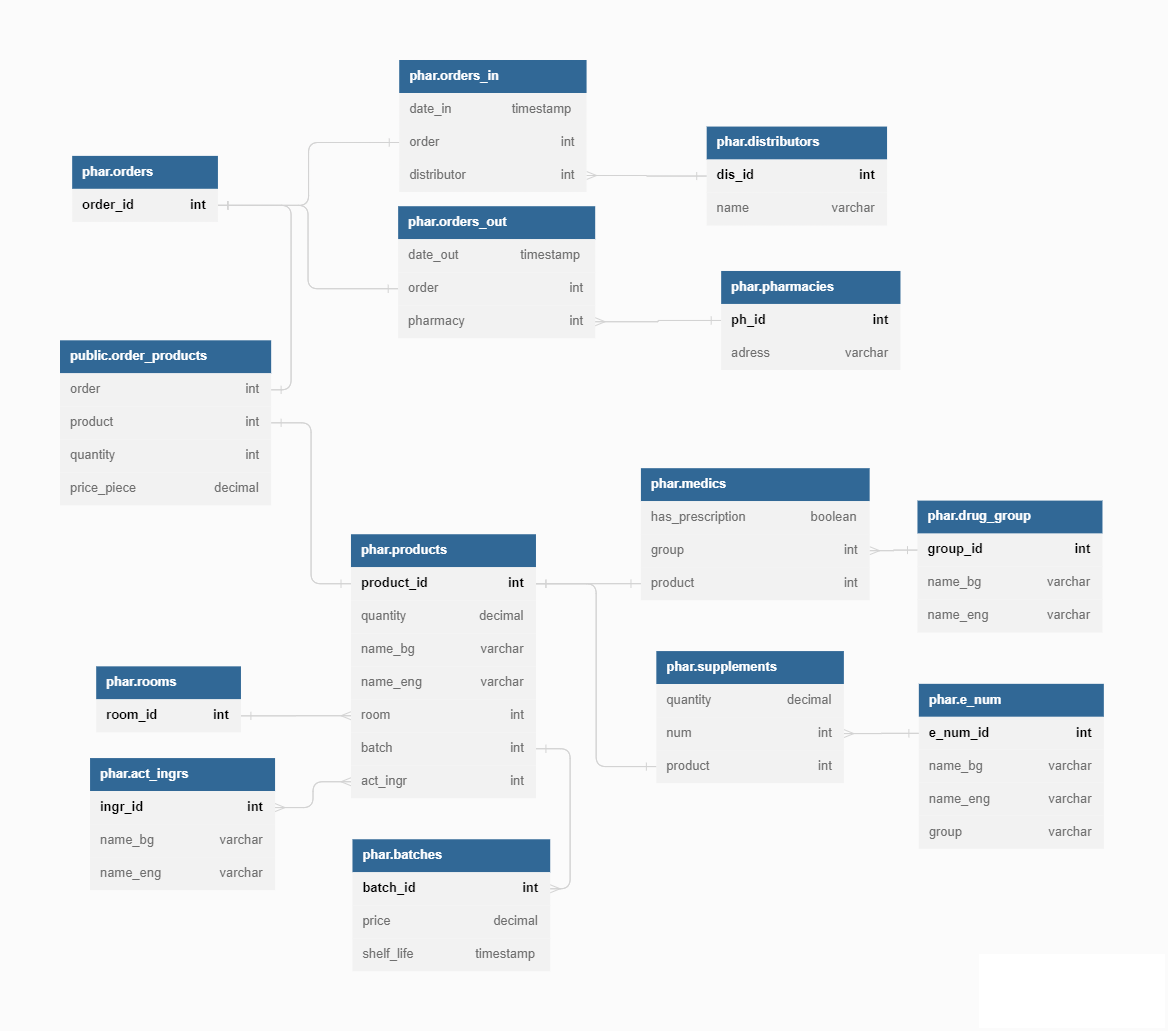 phar.orders_in
date_in timestamp
order int
distributor int
phar.distributors
dis_id int
name varchar
phar.orders
order_id int
phar.orders_out
date_out timestamp
order int
pharmacy int
phar.pharmacies
ph_id int
adress varchar
public.order_products
order int
product int
quantity int
price_piece decimal
phar.medics
has_prescription boolean
group int
product int
phar.drug_group
group_id int
name_bg varchar
name_eng varchar
phar.products
product_id int
quantity decimal
name_bg varchar
name_eng varchar
room int
batch int
act_ingr int
phar.rooms
room_id int
phar.supplements
quantity decimal
num int
product int
phar.e_num
e_num_id int
name_bg varchar
name_eng varchar
group varchar
phar.act_ingrs
ingr_id int
name_bg varchar
name_eng varchar
phar.batches
batch_id int
price decimal
shelf_life timestamp